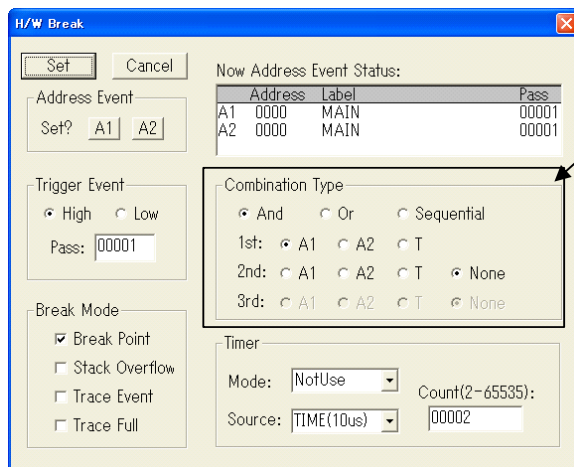 H/W Break
Set Cancel
Now Address Event Status:
Address Label Pass
A1 0000 MAIN 00001
A2 0000 MAIN 00001
Address Event
Set? A1 A2
Trigger Event
High Low
Pass: 00001
Combination Type
And Or Sequential
1st: A1 A2 T
2nd: A1 A2 T None
3rd: A1 A2 T None
Break Mode
Break Point
Stack Overflow
Trace Event
Trace Full
Timer
Mode: NotUse
Count(2-65535):
Source: TIME(10us) 00002